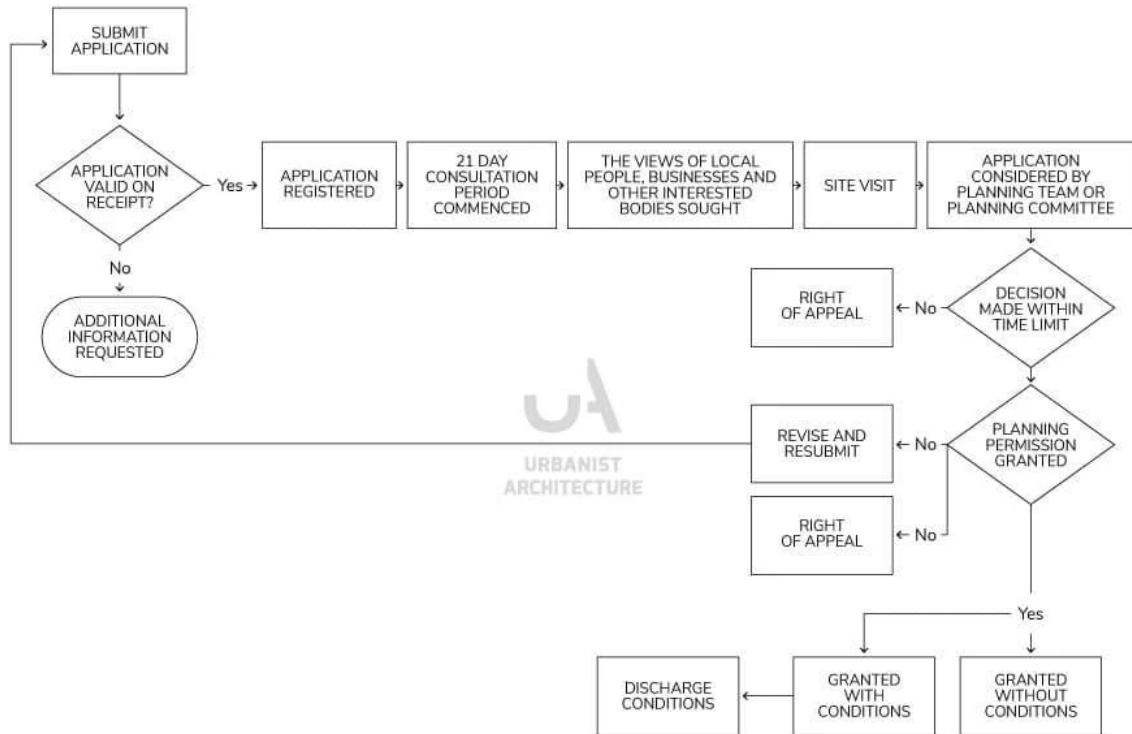 SUBMIT
APPLICATION
APPLICATION
VALID ON
RECEIPT?
Yes
APPLICATION
REGISTERED
21 DAY
CONSULTATION
PERIOD
COMMENCED
THE VIEWS OF LOCAL
PEOPLE, BUSINESSES AND
OTHER INTERESTED
BODIES SOUGHT
SITE VISIT
APPLICATION
CONSIDERED BY
PLANNING TEAM OR
PLANNING COMMITTEE
No
ADDITIONAL
INFORMATION
REQUESTED
DECISION
MADE WITHIN
TIME LIMIT
No
RIGHT
OF APPEAL
PLANNING
PERMISSION
GRANTED
No
REVISE AND
RESUBMIT
UA
URBANIST
ARCHITECTURE
No
RIGHT
OF APPEAL
Yes
DISCHARGE
CONDITIONS
GRANTED
WITH
CONDITIONS
GRANTED
WITHOUT
CONDITIONS